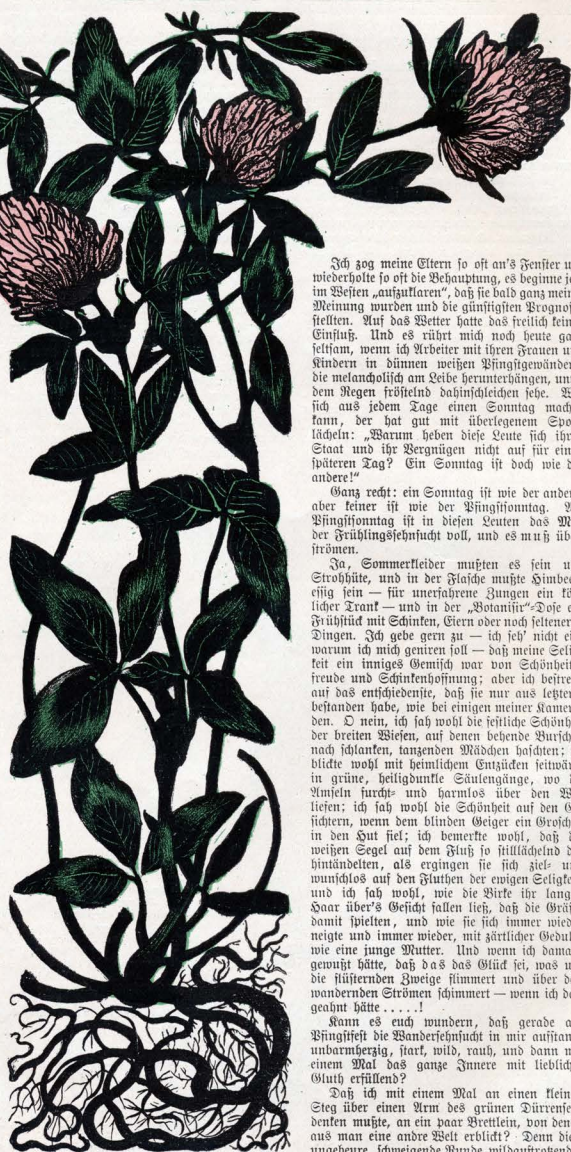 Ich zog meine Eltern so oft an's Fenster u
wiederholte so oft die Behauptung, es beginne j
im Westen „aufzuklaren“, daß sie bald ganz mein
Meinung wurden und die günstigsten Prognos
stellten. Auf das Wetter hatte das freilich kein
Einfluß. Und es rührt mich noch heute ga
seltsam, wenn ich Arbeiter mit ihren Frauen u
Kindern in dünnen weißen Pfingstgewänder
die melancholisch am Leibe herunterhängen, un
dem Regen fröstelnd dahinschleichen sehe. W
sich aus jedem Tage einen Sonntag mach
kann, der hat gut mit überlegenem Spo
lächeln: „Warum heben diese Leute sich ihr
Staat und ihr Vergnügen nicht auf für ein
späteren Tag? Ein Sonntag ist doch wie d
andere!“
Ganz recht: ein Sonntag ist wie der ander
aber keiner ist wie der Pfingstsonntag. A
Pfingstsonntag ist in diesen Leuten das M
der Frühlingssehnsucht voll, und es muß üb
strömen.
Ja, Sommerkleider mußten es sein u
Strohhüte, und in der Flasche mußte Himbee
essig sein — für unerfahrene Zungen ein kö
licher Trank — und in der „Botanisir“-Dose e
Frühstück mit Schinken, Eiern oder noch seltener
Dingen. Ich gebe gern zu — ich seh' nicht ei
warum ich mich geniren soll — daß meine Seli
keit ein inniges Gemisch war von Schönheit
freude und Schinkenhoffnung; aber ich bestre
auf das entschiedenste, daß sie nur aus letzter
bestanden habe, wie bei einigen meiner Kamer
den. O nein, ich sah wohl die festliche Schönh
der breiten Wiesen, auf denen behende Bursch
nach schlanken, tanzenden Mädchen haschten;
blickte wohl mit heimlichem Entzücken seitwär
in grüne, heiligdunkle Säulengänge, wo
Amseln furcht- und harmlos über den W
liefen; ich sah wohl die Schönheit auf den G
sichtern, wenn dem blinden Geiger ein Grosch
in den Hut fiel; ich bemerkte wohl, daß
weißen Segel auf dem Fluß so stilllächelnd d
hintändelten, als ergingen sie sich ziel- u
wunschlos auf den Fluthen der ewigen Seligke
und ich sah wohl, wie die Birke ihr lang
Haar über's Gesicht fallen ließ, daß die Gräs
damit spielten, und wie sie sich immer wied
neigte und immer wieder, mit zärtlicher Gedul
wie eine junge Mutter. Und wenn ich dama
gewußt hätte, daß das das Glück sei, was u
die flüsternden Zweige flimmert und über d
wandernden Strömen schimmert — wenn ich d
geahnt hätte . . . . . !
Kann es euch wundern, daß gerade a
Pfingstfest die Wandersehnsucht in mir aufstan
unbarmherzig, stark, wild, rauh, und dann m
einem Mal das ganze Innere mit lieblich
Gluth erfüllend?
Daß ich mit einem Mal an einen klein
Steg über einen Arm des grünen Dürrense
denken mußte, an ein paar Brettlein, von den
aus man eine andre Welt erblickt? Denn die
ungeheure, schweigende Runde wildaufstrebend